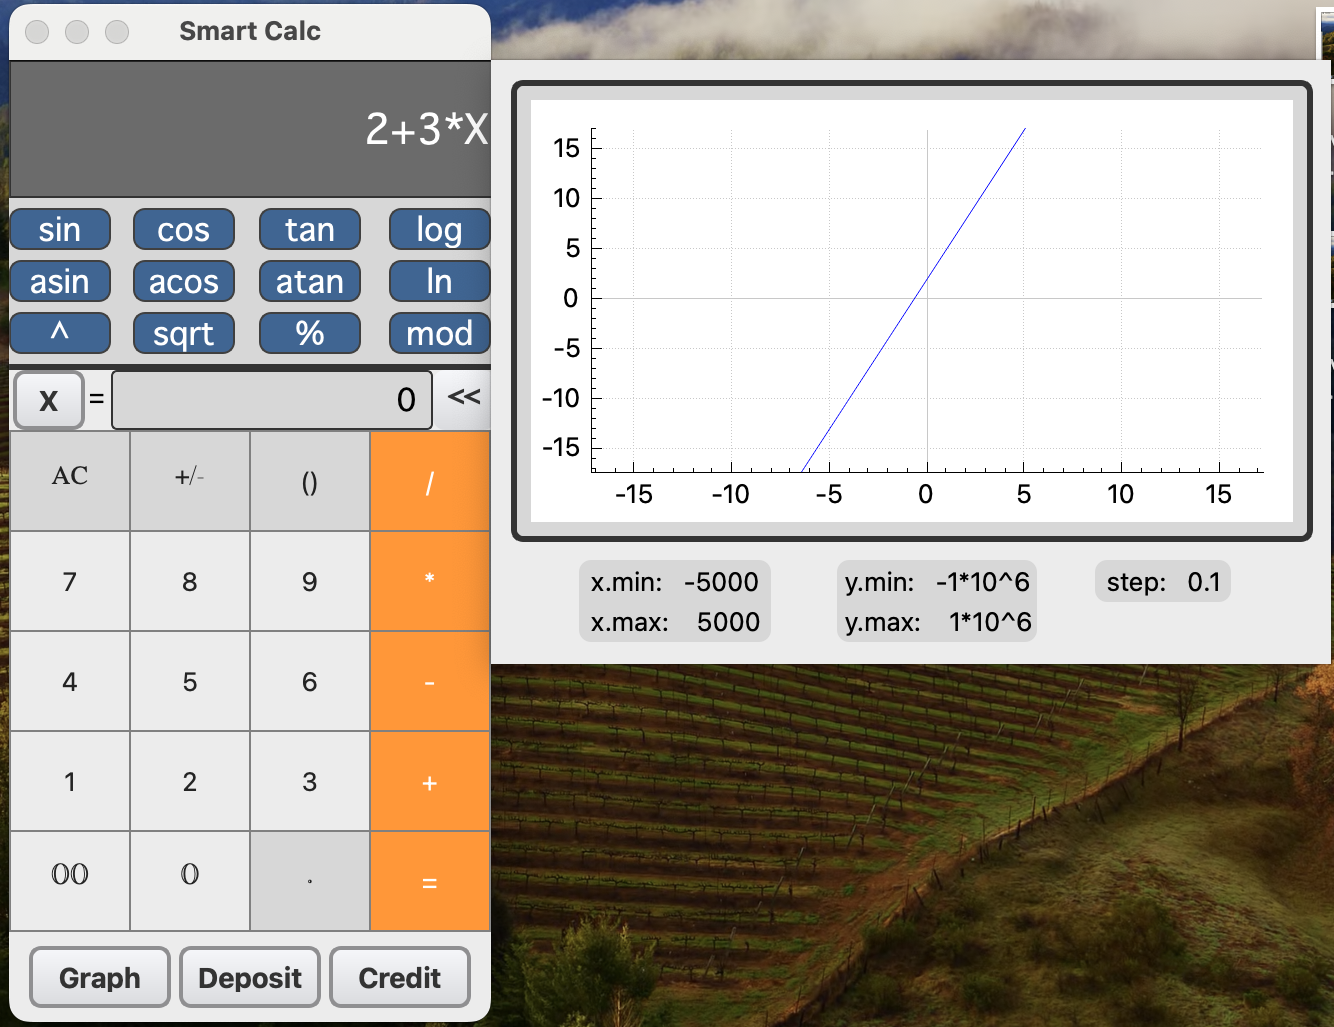 Smart Calc
2+3*X
sin cos tan log
asin acos atan ln
^ sqrt % mod
X = 0 <<
AC +/- () /
7 8 9 *
4 5 6 -
1 2 3 +
00 0 . =
Graph Deposit Credit
15
10
5
0
-5
-10
-15
-15 -10 -5 0 5 10 15
x.min: -5000
x.max: 5000
y.min: -1*10^6
y.max: 1*10^6
step: 0.1